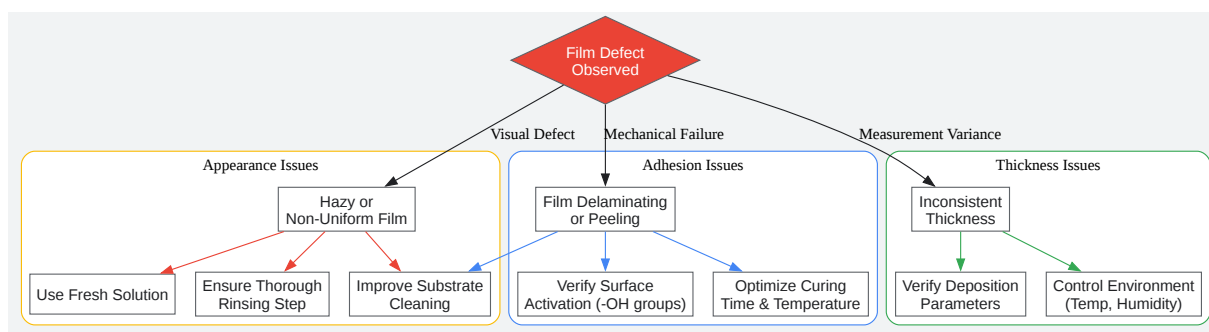 Film Defect
Observed
Visual Defect
Mechanical Failure
Measurement Variance
Appearance Issues
Adhesion Issues
Thickness Issues
Hazy or
Non-Uniform Film
Film Delaminating
or Peeling
Inconsistent
Thickness
Use Fresh Solution
Ensure Thorough
Rinsing Step
Improve Substrate
Cleaning
Verify Surface
Activation (-OH groups)
Optimize Curing
Time & Temperature
Verify Deposition
Parameters
Control Environment
(Temp, Humidity)